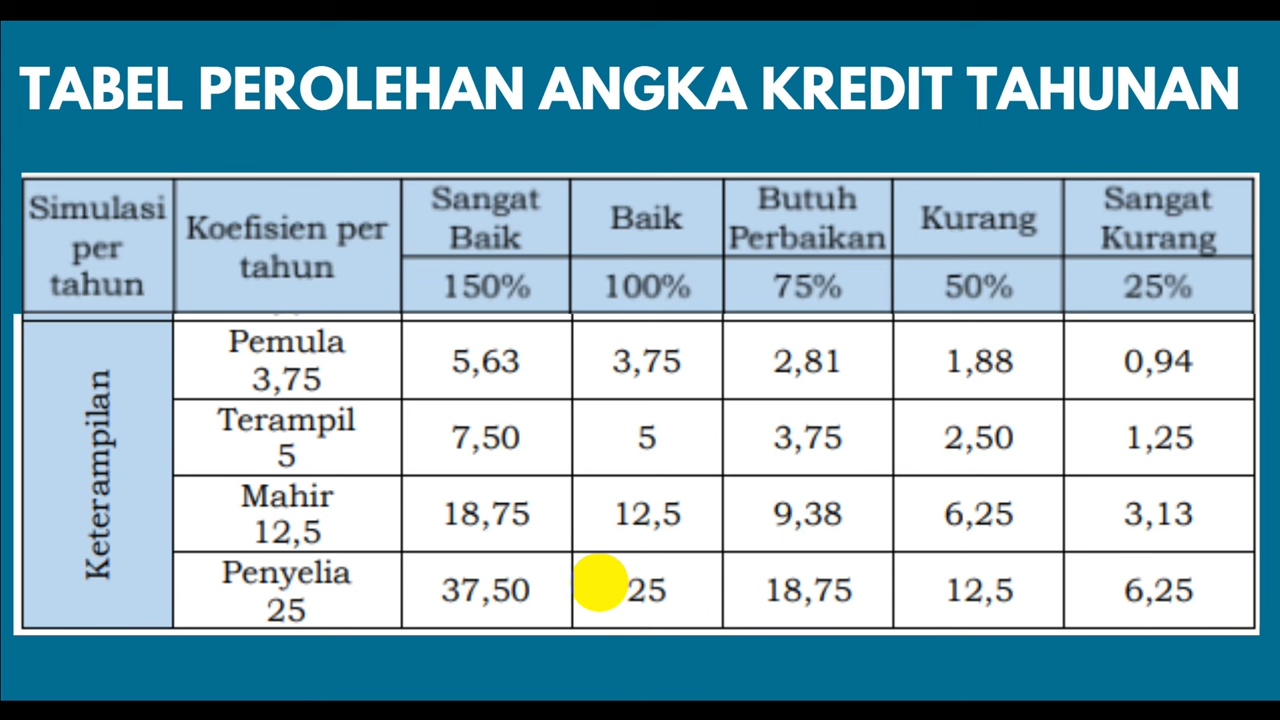 TABEL PEROLEHAN ANGKA KREDIT TAHUNAN
Simulasi per tahun Koefisien per tahun Sangat Baik Baik Butuh Perbaikan Kurang Sangat Kurang
150% 100% 75% 50% 25%
Keterampilan
Pemula 3,75 5,63 3,75 2,81 1,88 0,94
Terampil 5 7,50 5 3,75 2,50 1,25
Mahir 12,5 18,75 12,5 9,38 6,25 3,13
Penyelia 25 37,50 25 18,75 12,5 6,25